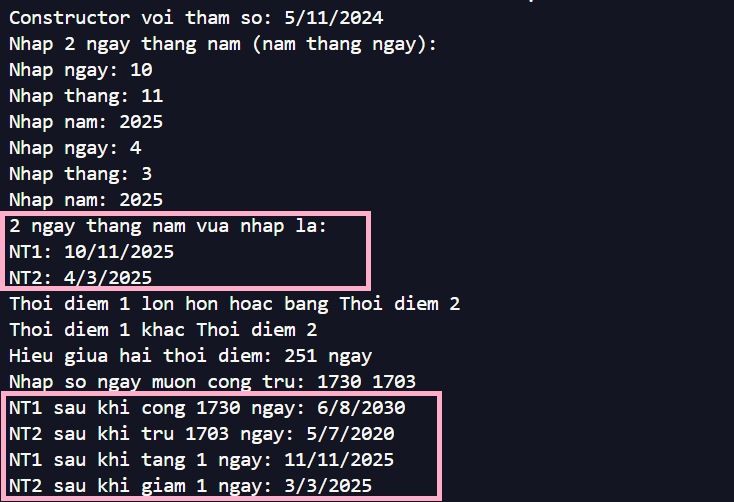 Constructor voi tham so: 5/11/2024
Nhap 2 ngay thang nam (nam thang ngay):
Nhap ngay: 10
Nhap thang: 11
Nhap nam: 2025
Nhap ngay: 4
Nhap thang: 3
Nhap nam: 2025
2 ngay thang nam vua nhap la:
NT1: 10/11/2025
NT2: 4/3/2025
Thoi diem 1 lon hon hoac bang Thoi diem 2
Thoi diem 1 khac Thoi diem 2
Hieu giua hai thoi diem: 251 ngay
Nhap so ngay muon cong tru: 1730 1703
NT1 sau khi cong 1730 ngay: 6/8/2030
NT2 sau khi tru 1703 ngay: 5/7/2020
NT1 sau khi tang 1 ngay: 11/11/2025
NT2 sau khi giam 1 ngay: 3/3/2025